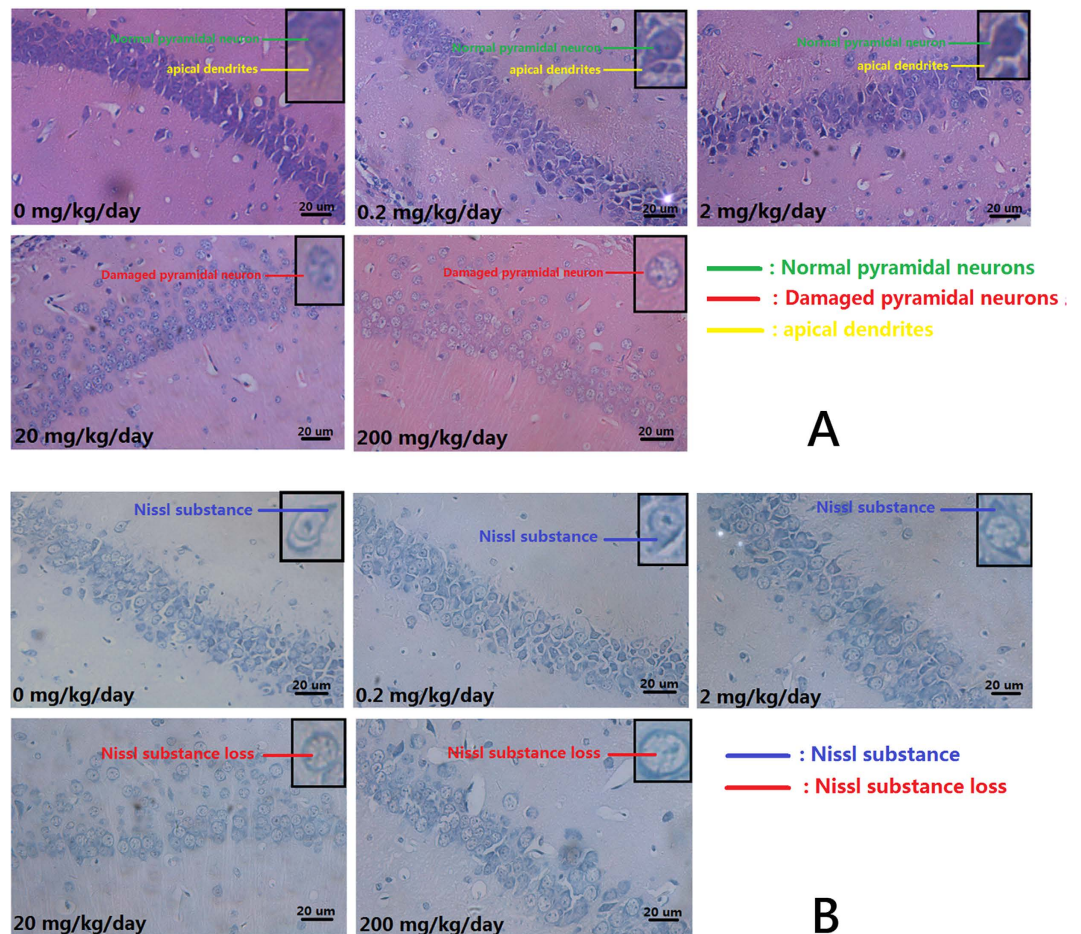 Normal pyramidal neuron
apical dendrites
0 mg/kg/day
20 um
Normal pyramidal neuron
apical dendrites
0.2 mg/kg/day
20 um
Normal pyramidal neuron
apical dendrites
2 mg/kg/day
20 um
Damaged pyramidal neuron
20 mg/kg/day
20 um
Damaged pyramidal neuron
200 mg/kg/day
20 um
: Normal pyramidal neurons
: Damaged pyramidal neurons
: apical dendrites
A
Nissl substance
0 mg/kg/day
20 um
Nissl substance
0.2 mg/kg/day
20 um
Nissl substance
2 mg/kg/day
20 um
Nissl substance loss
20 mg/kg/day
20 um
Nissl substance loss
200 mg/kg/day
20 um
: Nissl substance
: Nissl substance loss
B